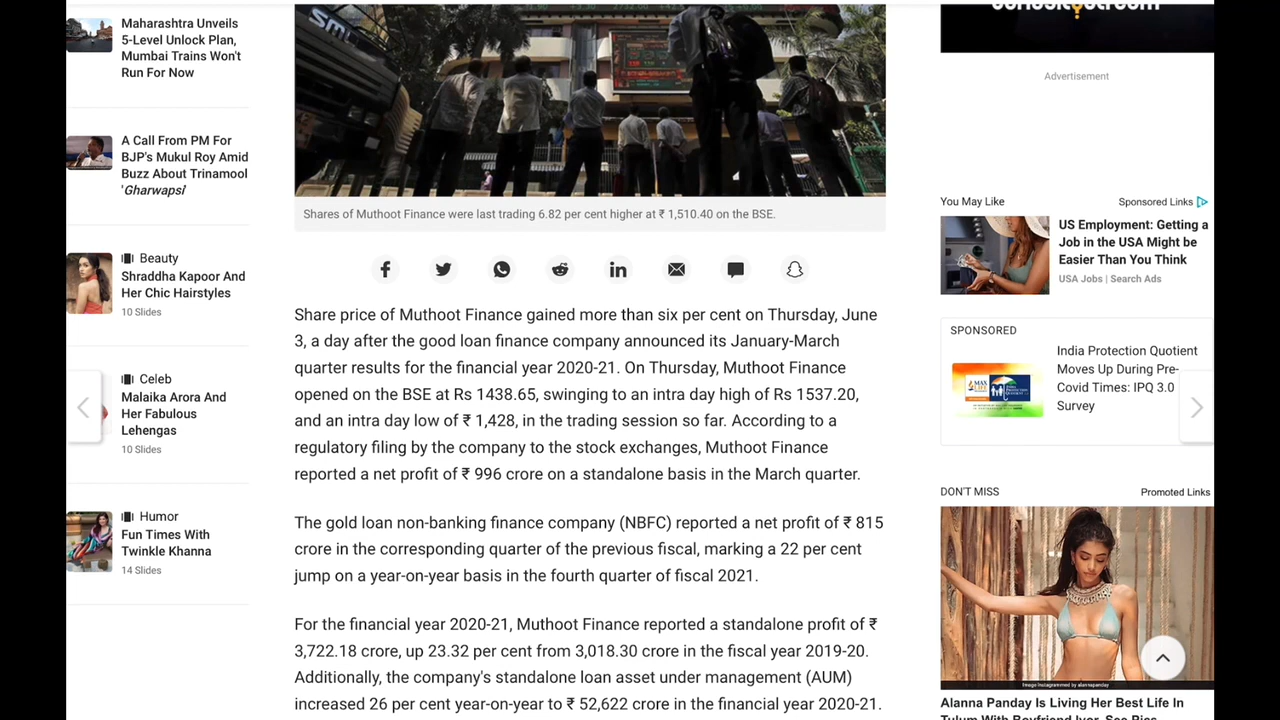 Maharashtra Unveils
5-Level Unlock Plan,
Mumbai Trains Won't
Run For Now
A Call From PM For
BJP's Mukul Roy Amid
Buzz About Trinamool
'Gharwapsi'
Beauty
Shraddha Kapoor And
Her Chic Hairstyles
10 Slides
Celeb
Malaika Arora And
Her Fabulous
Lehengas
10 Slides
Humor
Fun Times With
Twinkle Khanna
14 Slides
Shares of Muthoot Finance were last trading 6.82 per cent higher at ₹ 1,510.40 on the BSE.
Share price of Muthoot Finance gained more than six per cent on Thursday, June
3, a day after the good loan finance company announced its January-March
quarter results for the financial year 2020-21. On Thursday, Muthoot Finance
opened on the BSE at Rs 1438.65, swinging to an intra day high of Rs 1537.20,
and an intra day low of ₹ 1,428, in the trading session so far. According to a
regulatory filing by the company to the stock exchanges, Muthoot Finance
reported a net profit of ₹ 996 crore on a standalone basis in the March quarter.
The gold loan non-banking finance company (NBFC) reported a net profit of ₹ 815
crore in the corresponding quarter of the previous fiscal, marking a 22 per cent
jump on a year-on-year basis in the fourth quarter of fiscal 2021.
For the financial year 2020-21, Muthoot Finance reported a standalone profit of ₹
3,722.18 crore, up 23.32 per cent from 3,018.30 crore in the fiscal year 2019-20.
Additionally, the company's standalone loan asset under management (AUM)
increased 26 per cent year-on-year to ₹ 52,622 crore in the financial year 2020-21.
Advertisement
You May Like
Sponsored Links
US Employment: Getting a
Job in the USA Might be
Easier Than You Think
USA Jobs | Search Ads
SPONSORED
India Protection Quotient
Moves Up During Pre-
Covid Times: IPQ 3.0
Survey
DON'T MISS
Promoted Links
Image Instagrammed by alannapanday
Alanna Panday Is Living Her Best Life In
Tulum With Boyfriend Ivor. See Pics